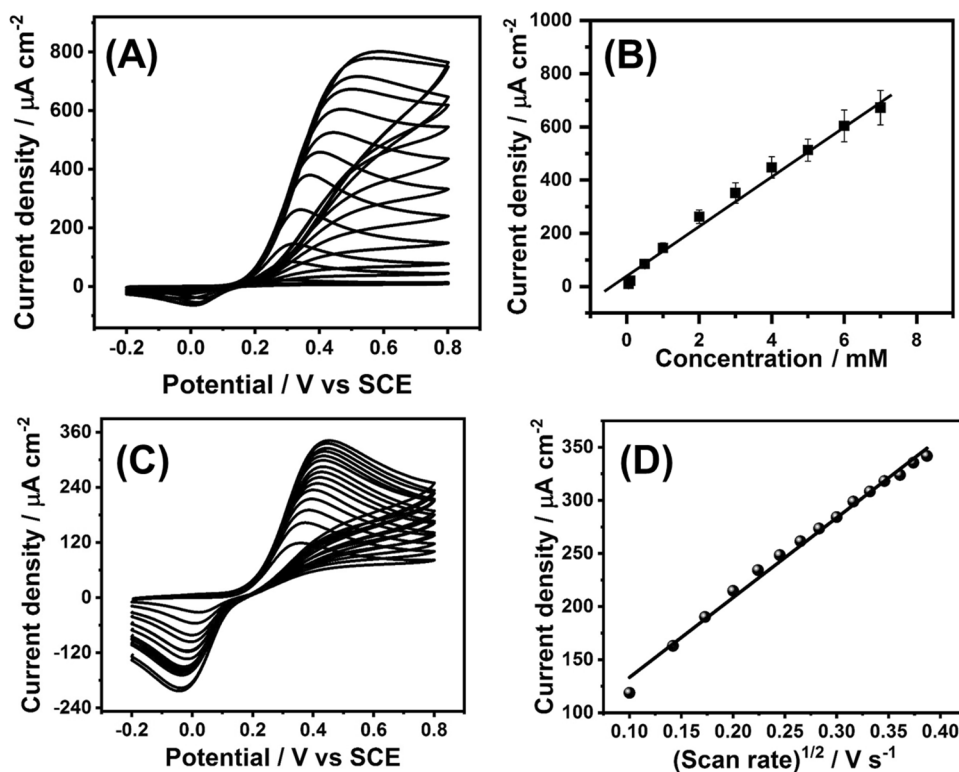 (A)
Current density / μA cm⁻²
800
600
400
200
0
-0.2 0.0 0.2 0.4 0.6 0.8
Potential / V vs SCE
(B)
Current density / μA cm⁻²
1000
800
600
400
200
0
0 2 4 6 8
Concentration / mM
(C)
Current density / μA cm⁻²
360
240
120
0
-120
-240
-0.2 0.0 0.2 0.4 0.6 0.8
Potential / V vs SCE
(D)
Current density / μA cm⁻²
350
300
250
200
150
100
0.10 0.15 0.20 0.25 0.30 0.35 0.40
(Scan rate)¹ᐟ² / V s⁻¹